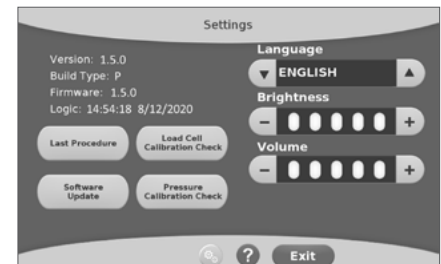 Settings
Version: 1.5.0
Build Type: P
Firmware: 1.5.0
Logic: 14:54:18 8/12/2020
Last Procedure
Load Cell
Calibration Check
Software
Update
Pressure
Calibration Check
Language
ENGLISH
Brightness
- +
Volume
- +
? Exit